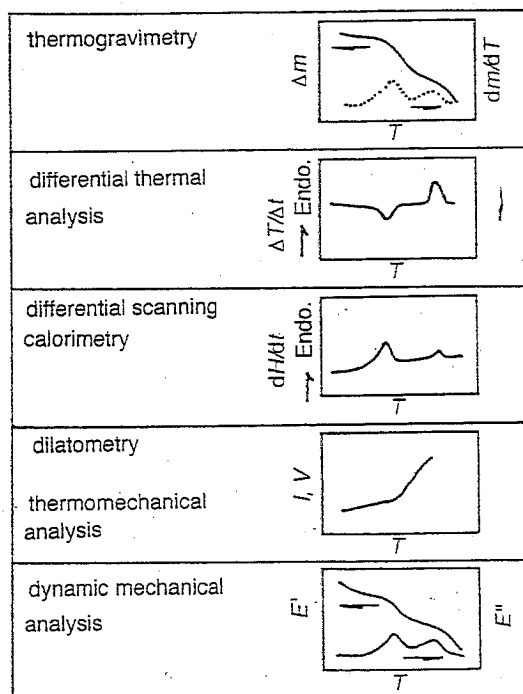 thermogravimetry
Δm
dm/dT
T
differential thermal
analysis
ΔT/Δt
Endo.
T
differential scanning
calorimetry
dH/dt
Endo.
T
dilatometry
thermomechanical
analysis
l, V
T
dynamic mechanical
analysis
E'
E"
T